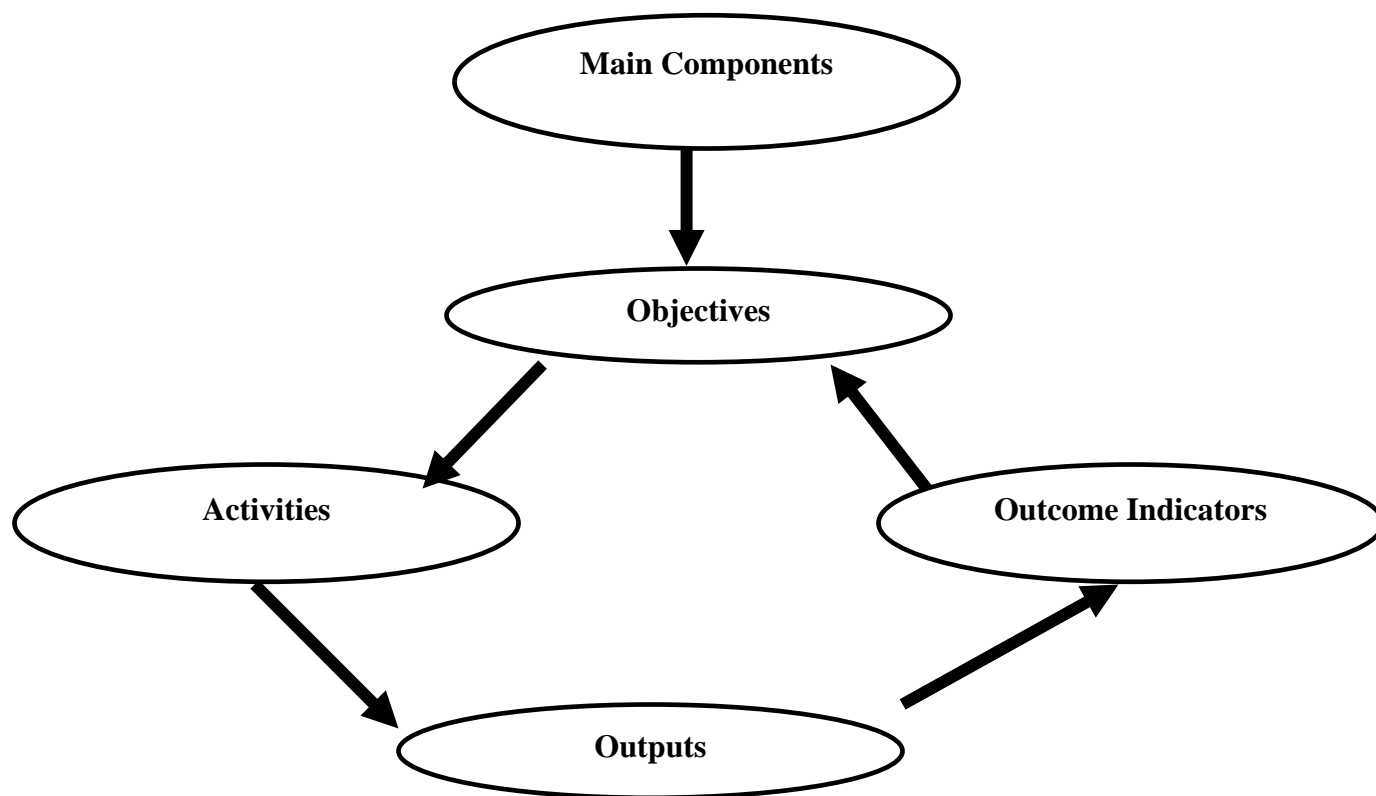 Main Components
Objectives
Activities
Outcome Indicators
Outputs